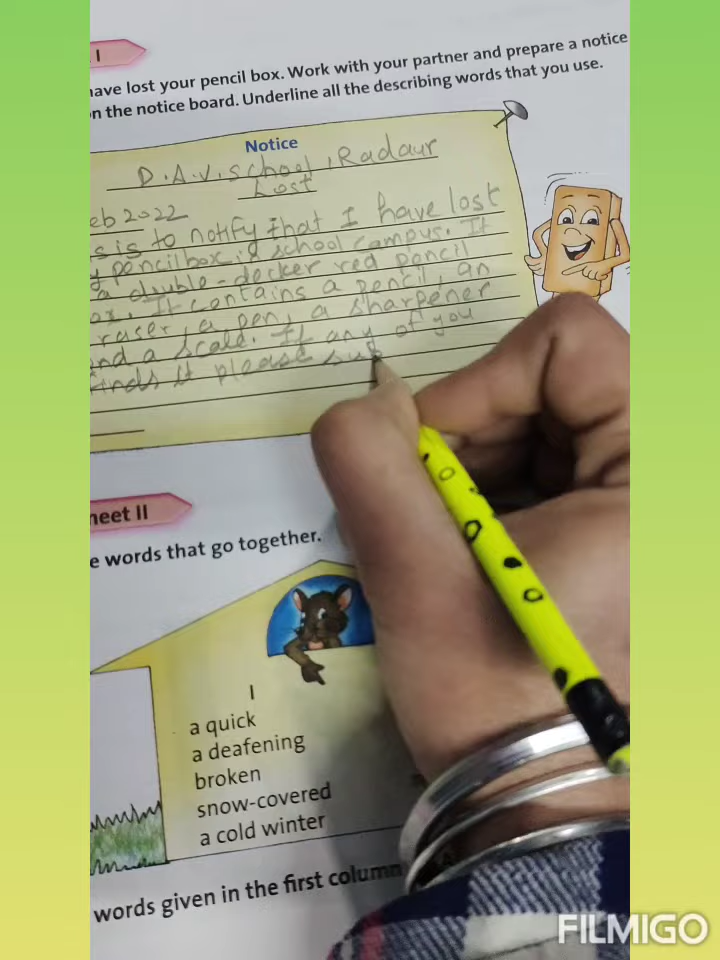 I
have lost your pencil box. Work with your partner and prepare a notice
on the notice board. Underline all the describing words that you use.
Notice
D.A.V. School, Radaur
Lost
eb 2022
is is to notify that I have lost
y pencilbox in school campus. It
a double-decker red pencil
ox. It contains a pencil, an
raser, a pen, a sharpener
and a scale. If any of you
finds it please sub
heet II
e words that go together.
I
a quick
a deafening
broken
snow-covered
a cold winter
words given in the first column
FILMIGO